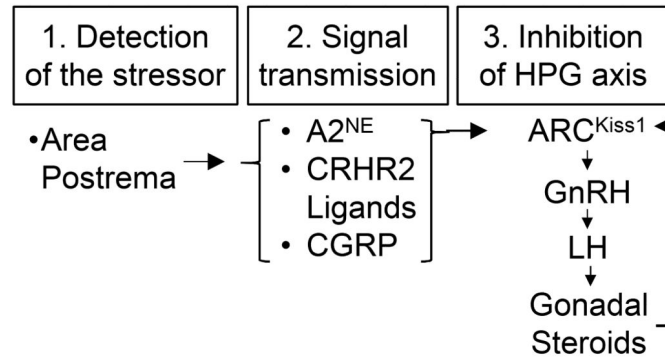 1. Detection
of the stressor
2. Signal
transmission
3. Inhibition
of HPG axis
•Area
Postrema
• A2NE
• CRHR2
Ligands
• CGRP
ARCKiss1
GnRH
LH
Gonadal
Steroids